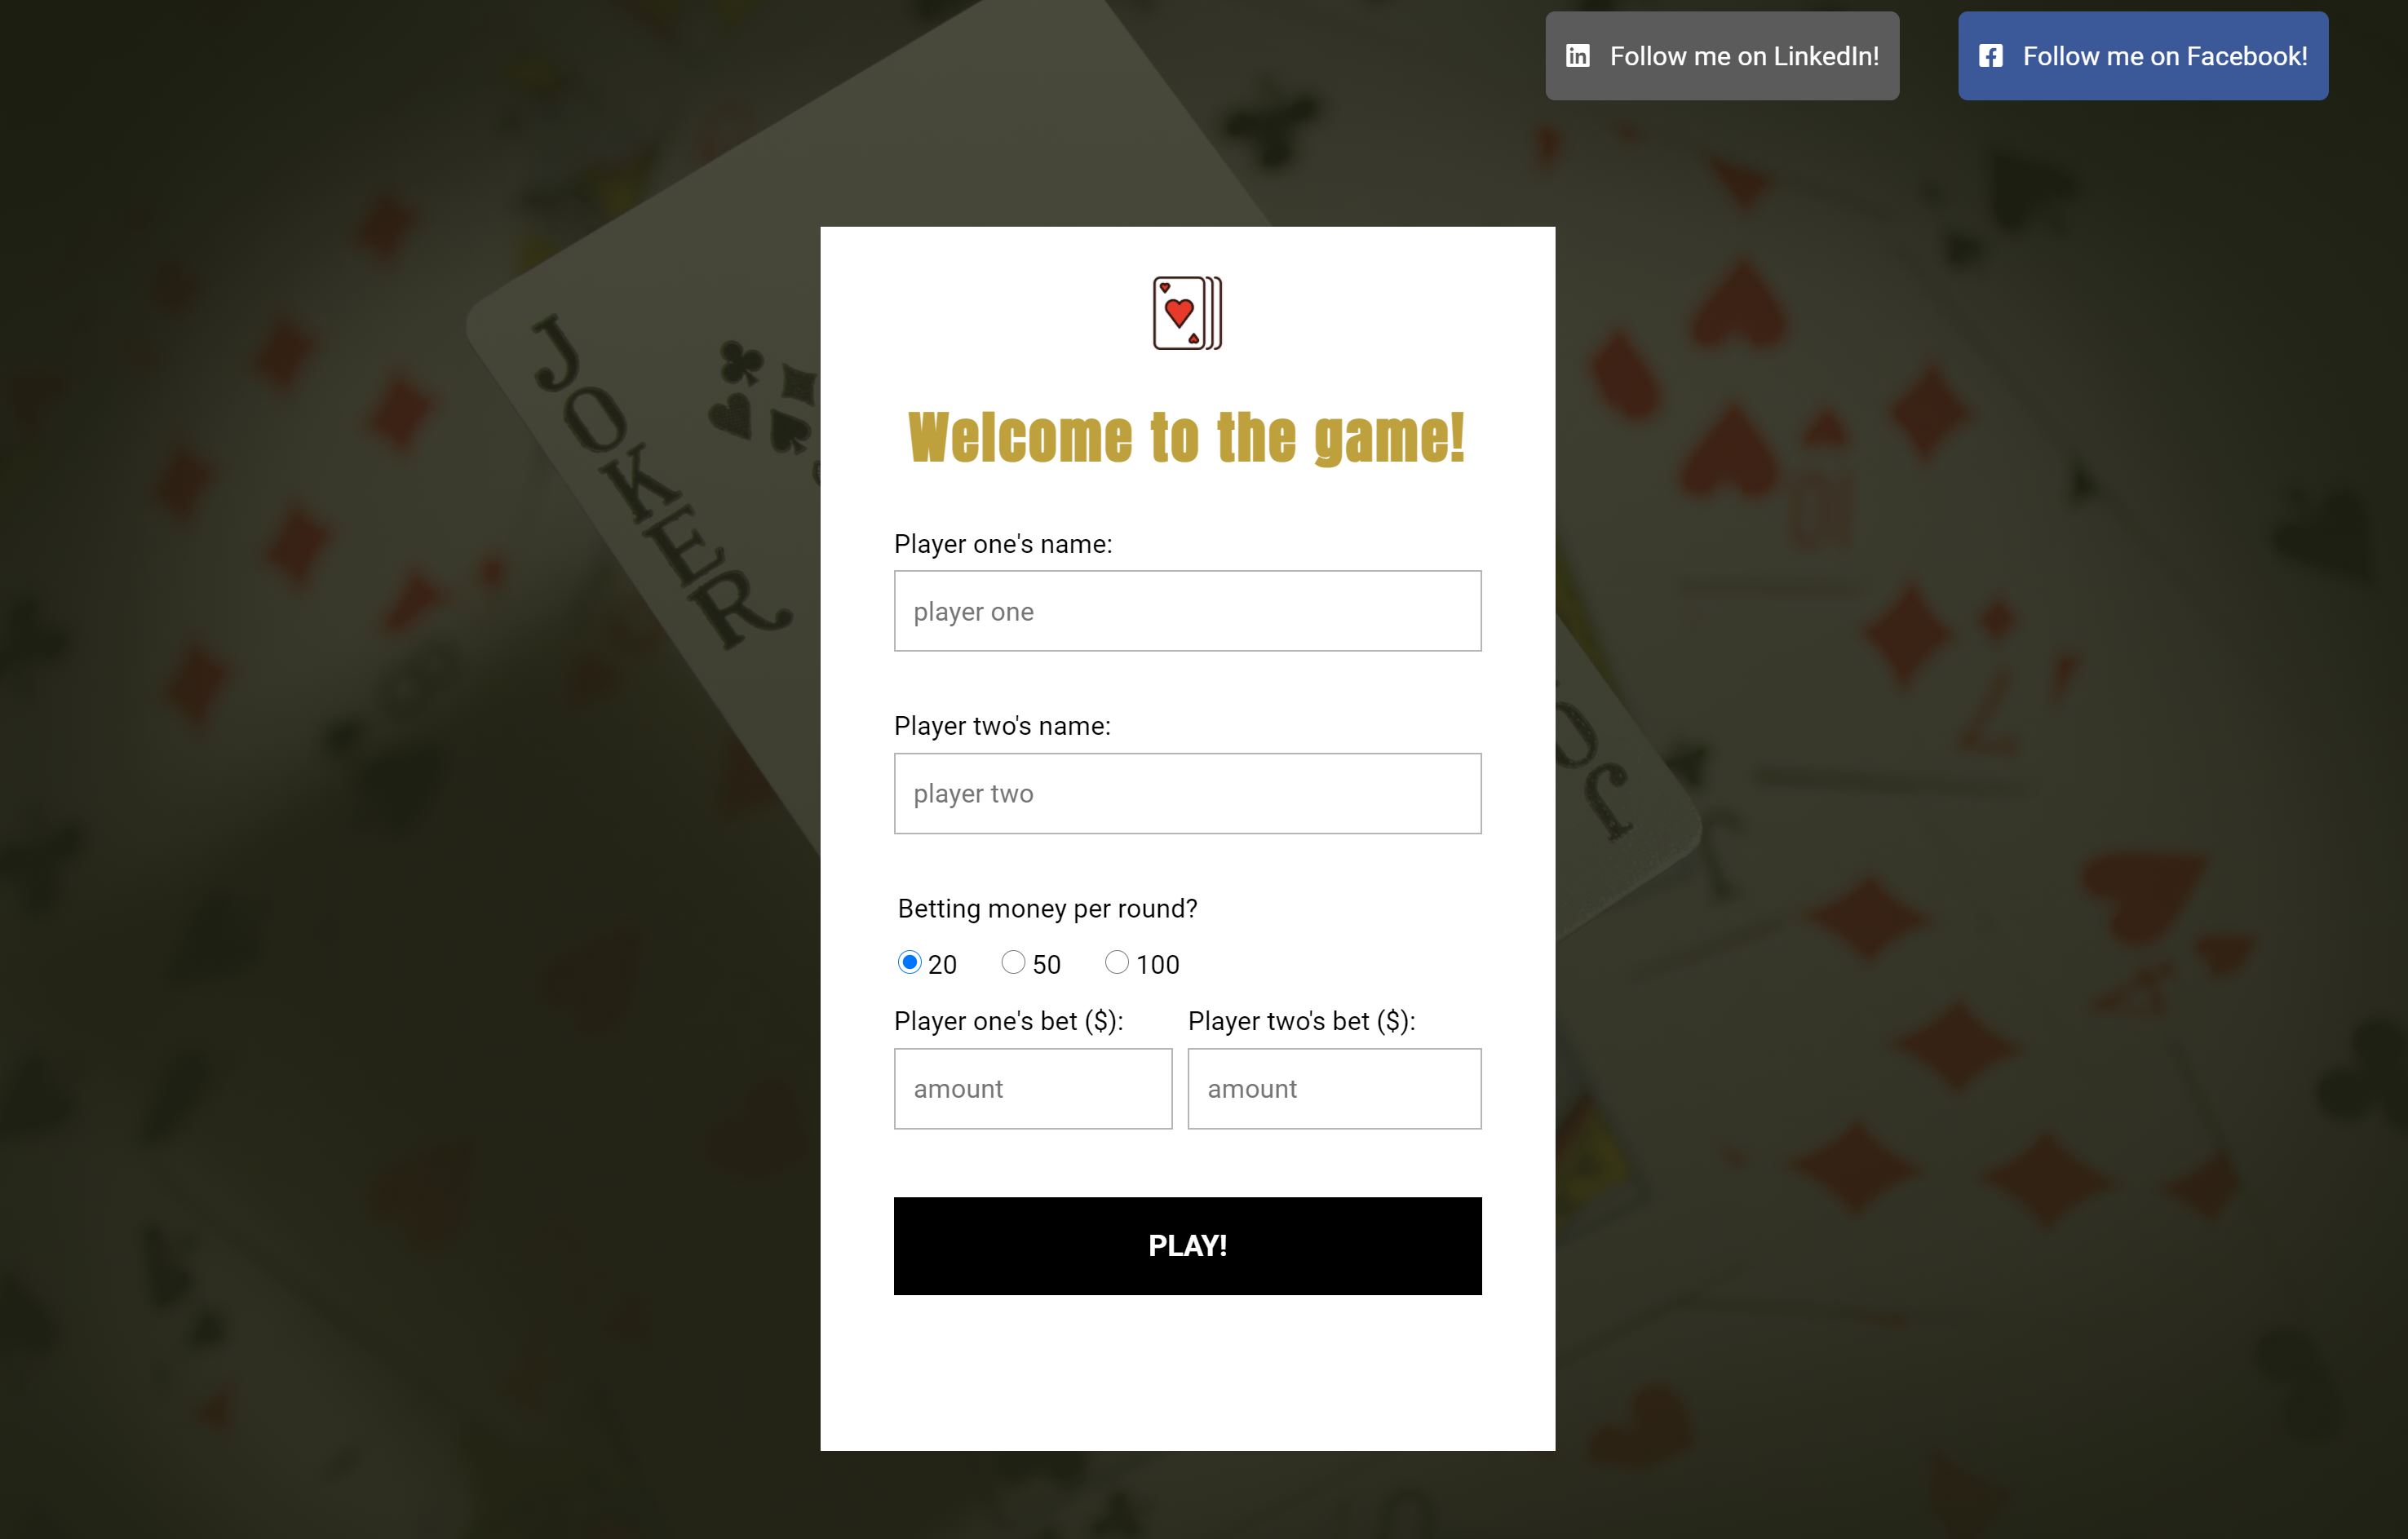 Follow me on LinkedIn! Follow me on Facebook!
JOKER
Welcome to the game!
Player one's name:
player one
Player two's name:
player two
Betting money per round?
20 50 100
Player one's bet ($): Player two's bet ($):
amount amount
PLAY!